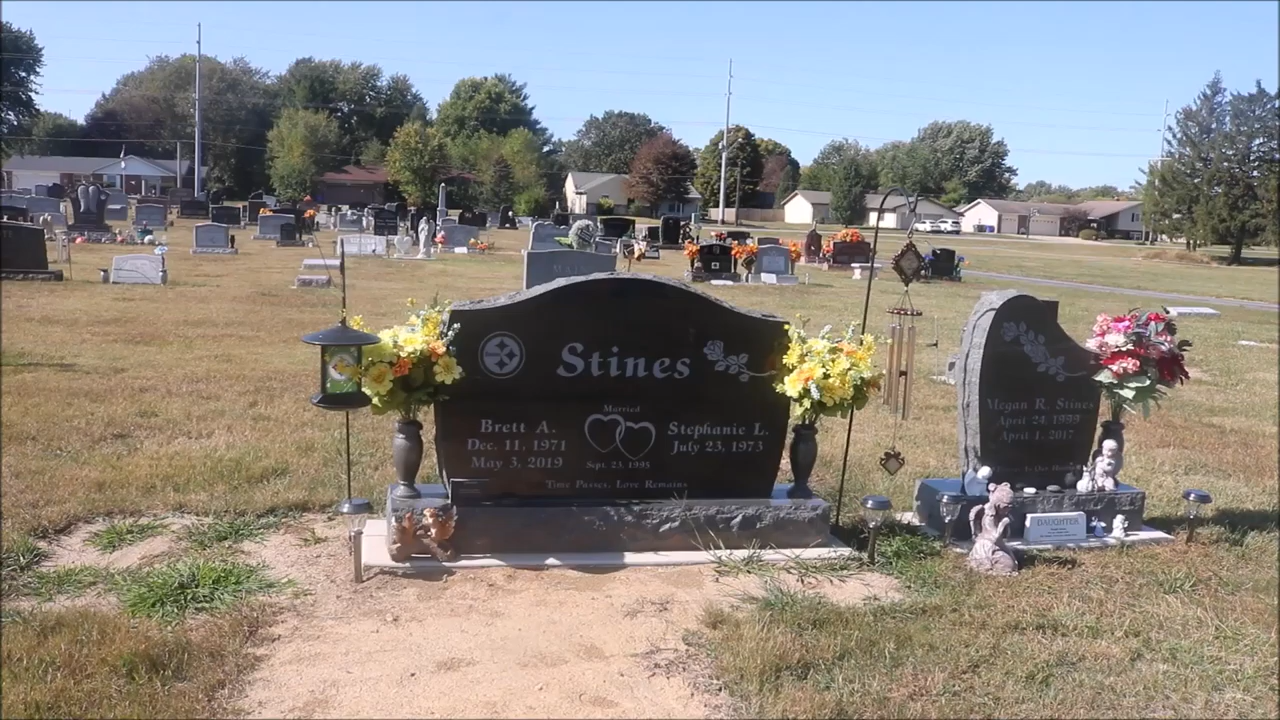 Stines
Married
Brett A.
Dec. 11, 1971
May 3, 2019
Stephanie L.
July 23, 1973
Sept. 23, 1995
Time Passes, Love Remains
Megan R. Stines
April 24, 1999
April 1, 2017
DAUGHTER